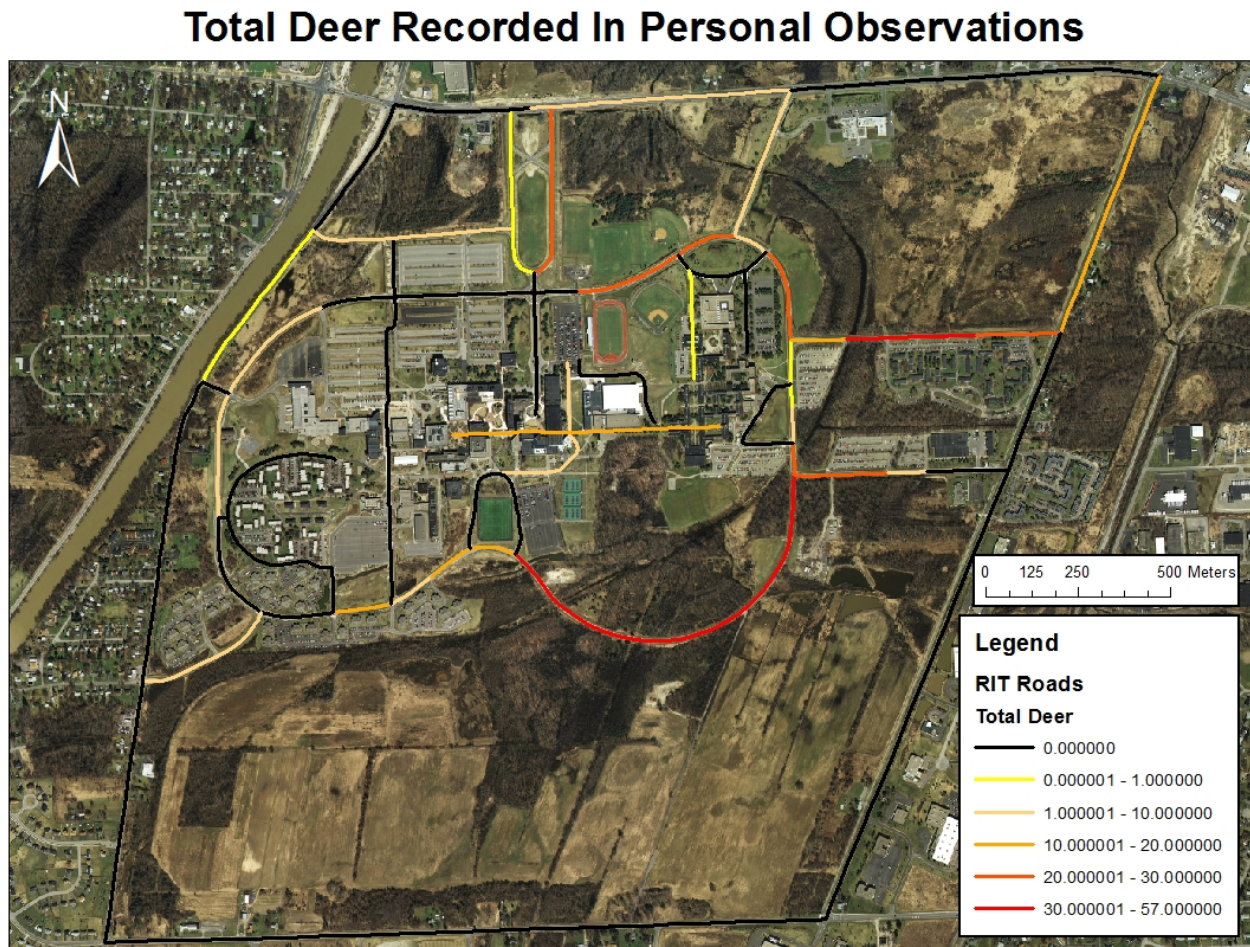 Total Deer Recorded In Personal Observations
N
0 125 250 500 Meters
Legend
RIT Roads
Total Deer
0.000000
0.000001 - 1.000000
1.000001 - 10.000000
10.000001 - 20.000000
20.000001 - 30.000000
30.000001 - 57.000000